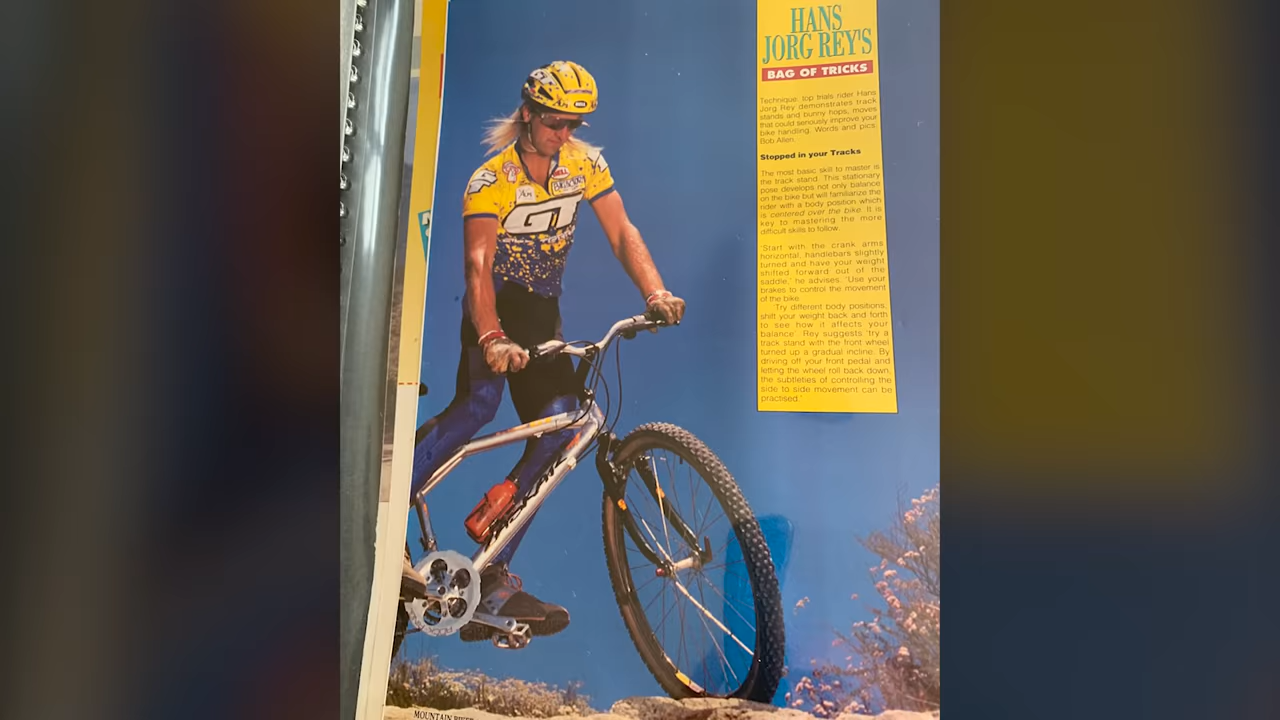 HANS
JORG REY'S
BAG OF TRICKS
Technique: top trials rider Hans
Jorg Rey demonstrates track
stands and bunny hops, moves
that could seriously improve your
bike handling. Words and pics:
Bob Allen.
Stopped in your Tracks
The most basic skill to master is
the track stand. This stationary
pose develops not only balance
on the bike but will familiarize the
rider with a body position which
is centered over the bike. It is
key to mastering the more
difficult skills to follow.
'Start with the crank arms
horizontal, handlebars slightly
turned and have your weight
shifted forward out of the
saddle,' he advises. 'Use your
brakes to control the movement
of the bike.
Try different body positions,
shift your weight back and forth
to see how it affects your
balance'. Rey suggests 'try a
track stand with the front wheel
turned up a gradual incline. By
driving off your front pedal and
letting the wheel roll back down,
the subtleties of controlling the
side to side movement can be
practised.'
BELL
BELL
GT
MOUNTAIN BIKER